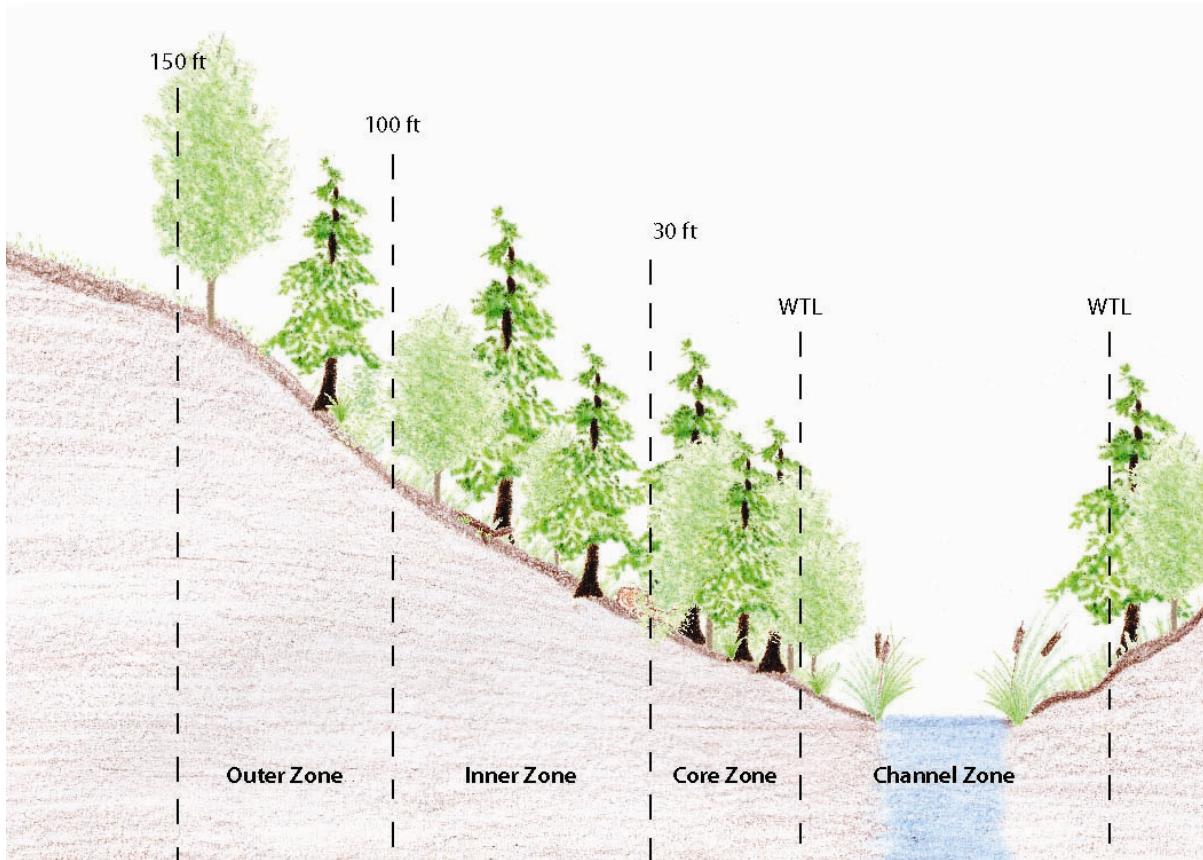 150 ft
100 ft
30 ft
WTL
WTL
Outer Zone
Inner Zone
Core Zone
Channel Zone